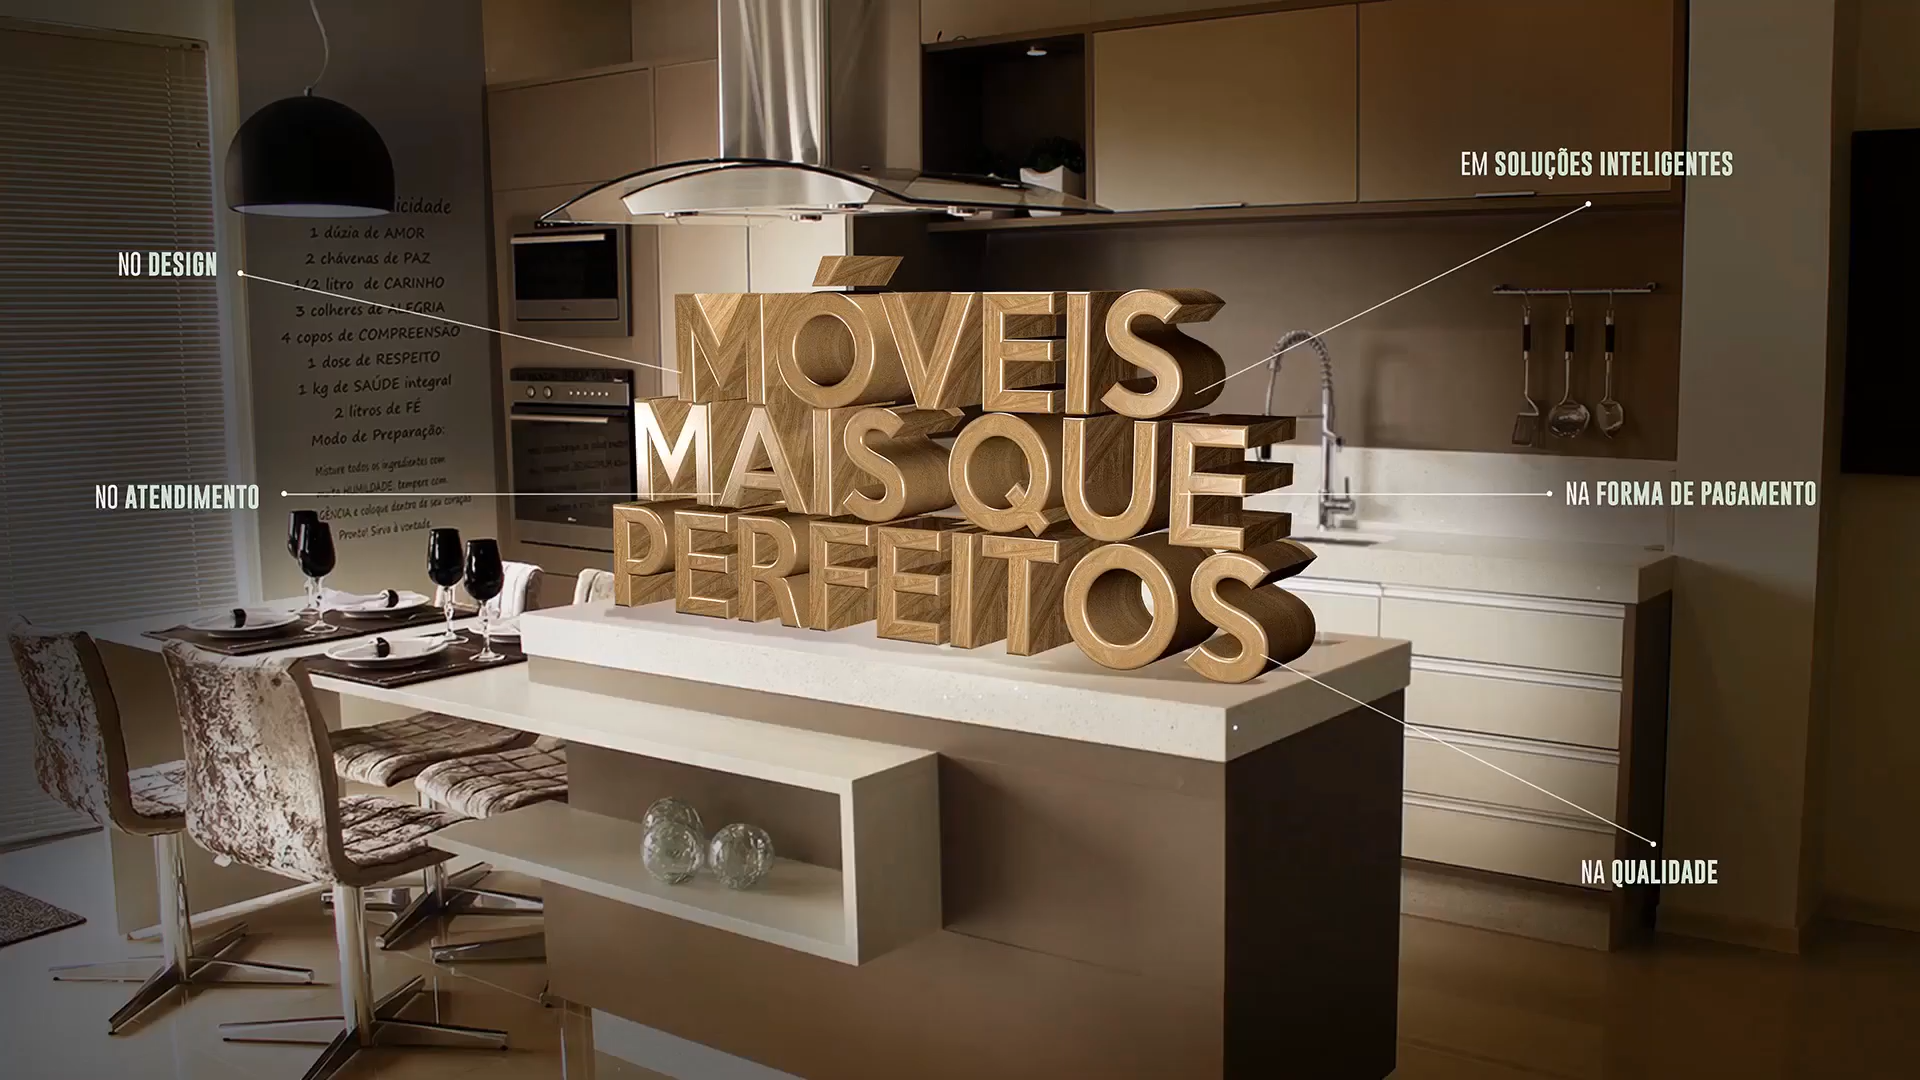 EM SOLUÇÕES INTELIGENTES
NO DESIGN
MÓVEIS
MAIS QUE
PERFEITOS
NO ATENDIMENTO
NA FORMA DE PAGAMENTO
NA QUALIDADE
icidade
1 dúzia de AMOR
2 chávenas de PAZ
1/2 litro de CARINHO
3 colheres de ALEGRIA
4 copos de COMPREENSÃO
1 dose de RESPEITO
1 kg de SAÚDE integral
2 litros de FÉ
Modo de Preparação:
Misture todos os ingredientes com
muita HUMILDADE, tempere com
GÊNCIA e coloque dentro de seu coração
Pronto! Sirva à vontade.